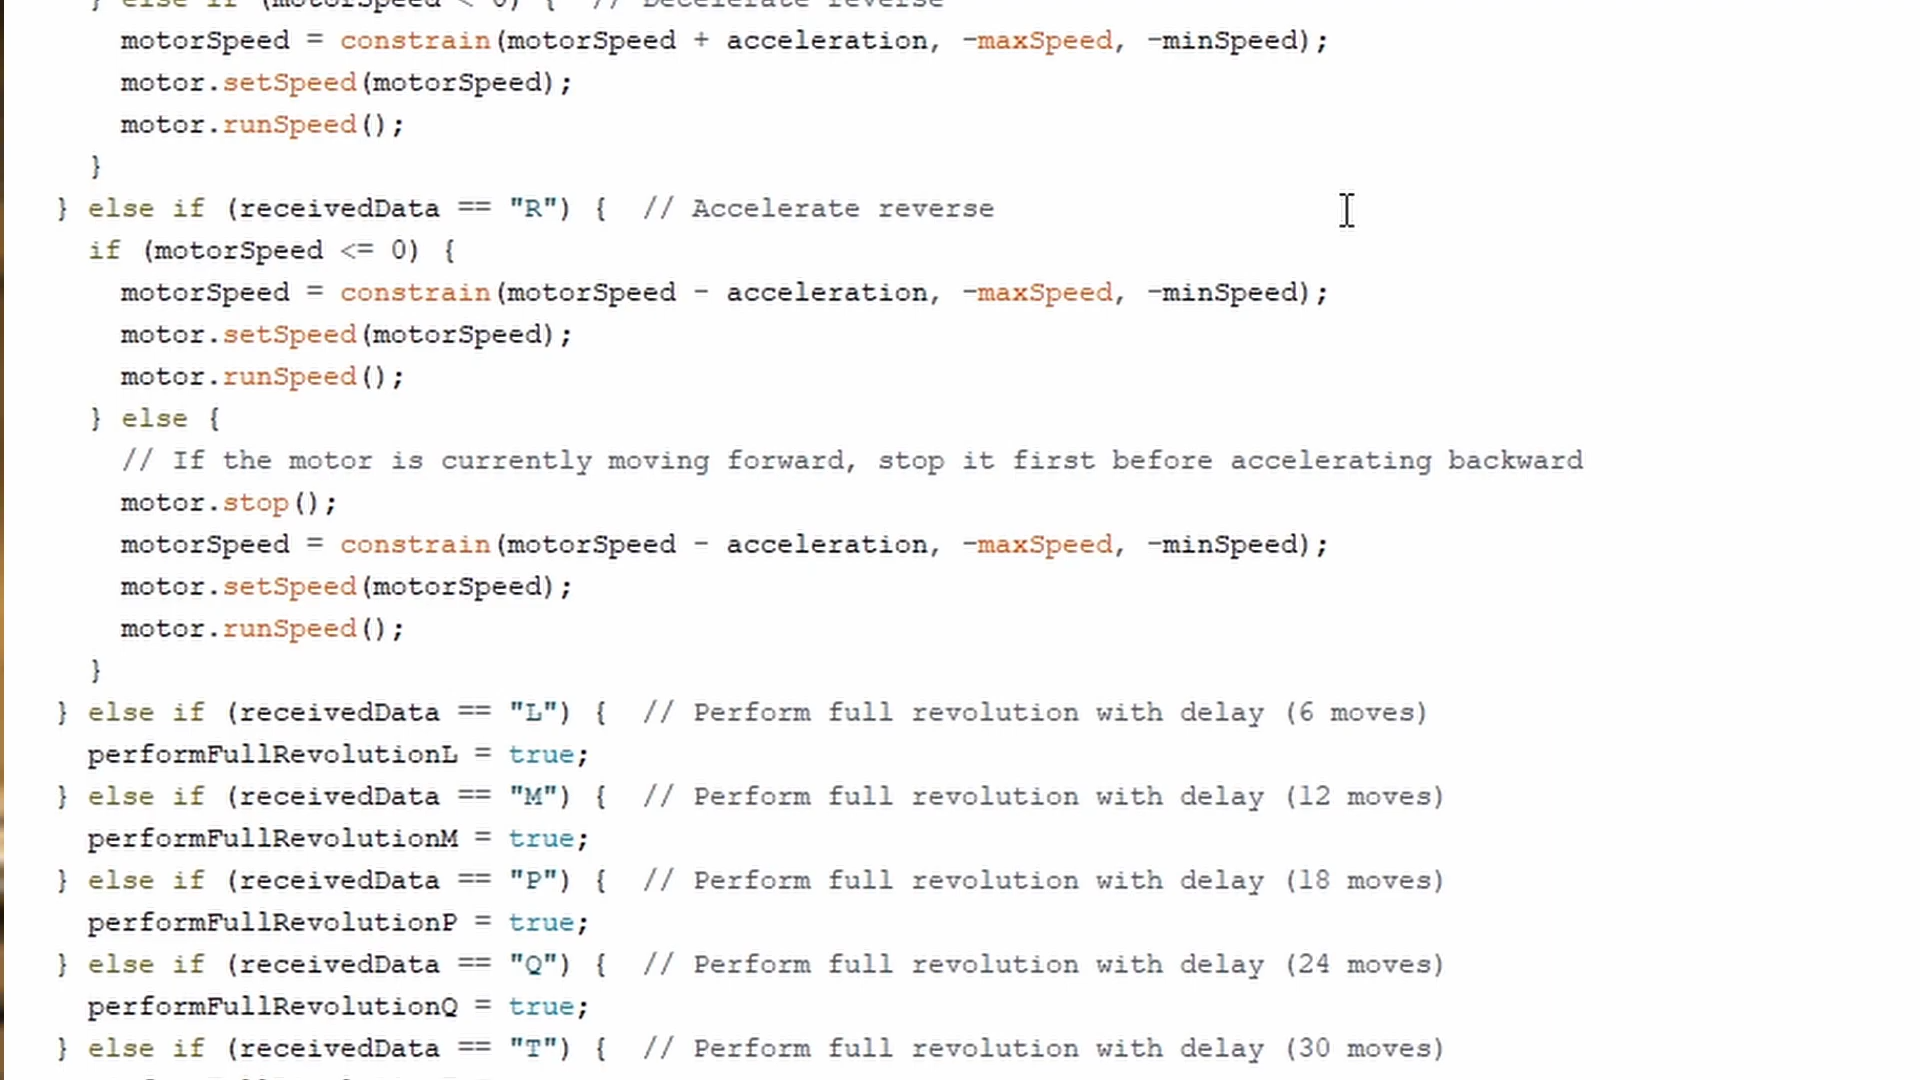 } else if (motorSpeed < 0) {  // Decelerate reverse
motorSpeed = constrain(motorSpeed + acceleration, -maxSpeed, -minSpeed);
motor.setSpeed(motorSpeed);
motor.runSpeed();
}
} else if (receivedData == "R") {  // Accelerate reverse
if (motorSpeed <= 0) {
motorSpeed = constrain(motorSpeed - acceleration, -maxSpeed, -minSpeed);
motor.setSpeed(motorSpeed);
motor.runSpeed();
} else {
// If the motor is currently moving forward, stop it first before accelerating backward
motor.stop();
motorSpeed = constrain(motorSpeed - acceleration, -maxSpeed, -minSpeed);
motor.setSpeed(motorSpeed);
motor.runSpeed();
}
} else if (receivedData == "L") {  // Perform full revolution with delay (6 moves)
performFullRevolutionL = true;
} else if (receivedData == "M") {  // Perform full revolution with delay (12 moves)
performFullRevolutionM = true;
} else if (receivedData == "P") {  // Perform full revolution with delay (18 moves)
performFullRevolutionP = true;
} else if (receivedData == "Q") {  // Perform full revolution with delay (24 moves)
performFullRevolutionQ = true;
} else if (receivedData == "T") {  // Perform full revolution with delay (30 moves)